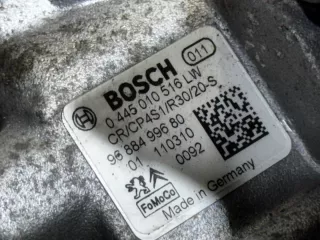 BOSCH 011
0 445 010 516 LW
CR/CP4S1/R30/20-S
96 884 996 80
01 110310
0092
FoMoCo
Made in Germany